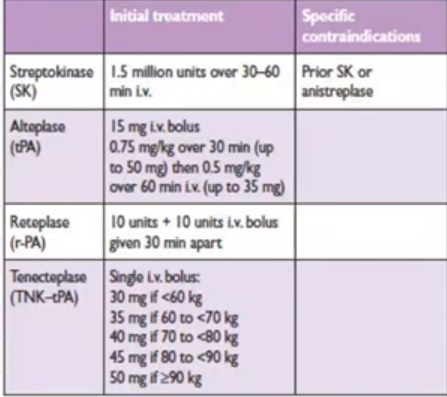 Initial treatment
Specific
contraindications
Streptokinase
(SK)
1.5 million units over 30–60
min i.v.
Prior SK or
anistreplase
Alteplase
(tPA)
15 mg i.v. bolus
0.75 mg/kg over 30 min (up
to 50 mg) then 0.5 mg/kg
over 60 min i.v. (up to 35 mg)
Reteplase
(r-PA)
10 units + 10 units i.v. bolus
given 30 min apart
Tenecteplase
(TNK–tPA)
Single i.v. bolus:
30 mg if <60 kg
35 mg if 60 to <70 kg
40 mg if 70 to <80 kg
45 mg if 80 to <90 kg
50 mg if ≥90 kg